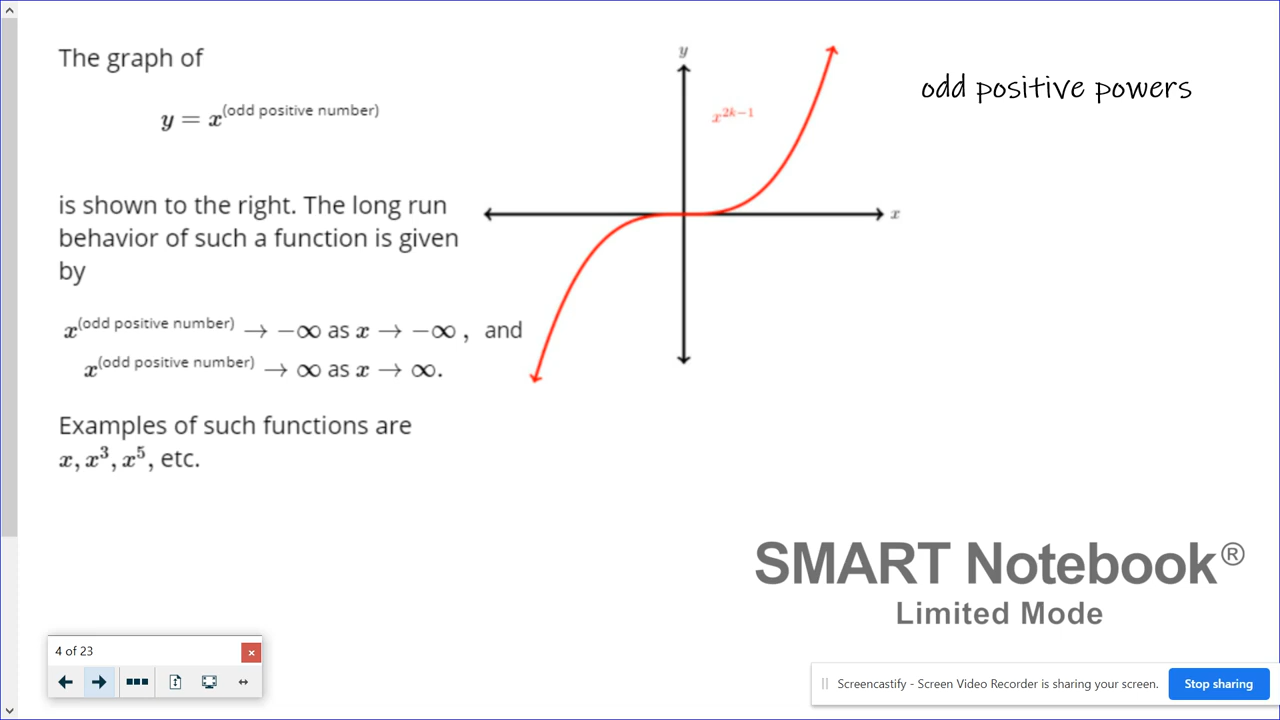 The graph of
y = x^(odd positive number)
is shown to the right. The long run
behavior of such a function is given
by
x^(odd positive number) → −∞ as x → −∞ , and
x^(odd positive number) → ∞ as x → ∞.
Examples of such functions are
x, x³, x⁵, etc.
y
x^{2k−1}
x
odd positive powers
SMART Notebook®
Limited Mode
4 of 23
Screencastify - Screen Video Recorder is sharing your screen.
Stop sharing